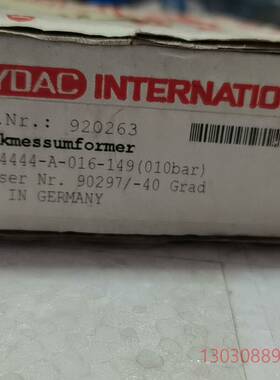 YDAC INTERNATIO
.Nr.: 920263
kmessumformer
4444-A-016-149(010bar)
ser Nr. 90297/-40 Grad
IN GERMANY
13030889